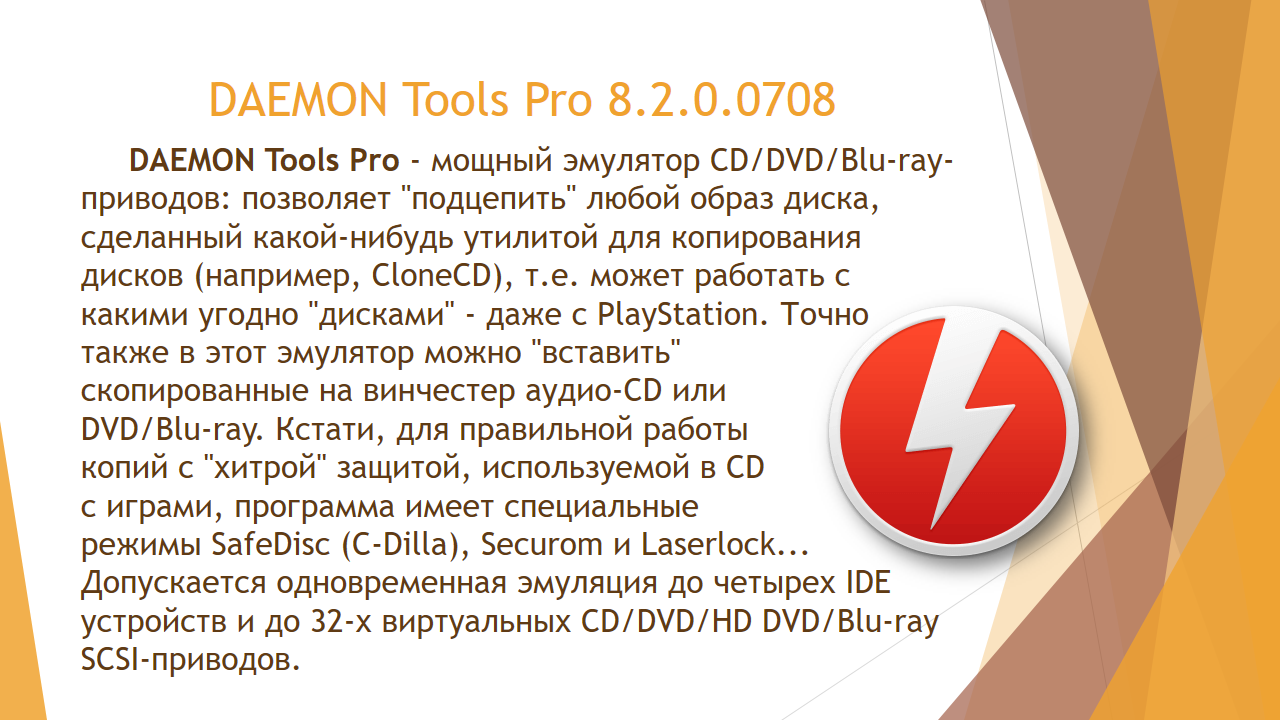 DAEMON Tools Pro 8.2.0.0708
DAEMON Tools Pro - мощный эмулятор CD/DVD/Blu-ray-
приводов: позволяет "подцепить" любой образ диска,
сделанный какой-нибудь утилитой для копирования
дисков (например, CloneCD), т.е. может работать с
какими угодно "дисками" - даже с PlayStation. Точно
также в этот эмулятор можно "вставить"
скопированные на винчестер аудио-CD или
DVD/Blu-ray. Кстати, для правильной работы
копий с "хитрой" защитой, используемой в CD
с играми, программа имеет специальные
режимы SafeDisc (C-Dilla), Securom и Laserlock...
Допускается одновременная эмуляция до четырех IDE
устройств и до 32-х виртуальных CD/DVD/HD DVD/Blu-ray
SCSI-приводов.